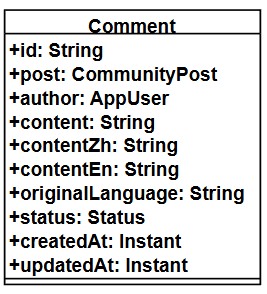 Comment
+id: String
+post: CommunityPost
+author: AppUser
+content: String
+contentZh: String
+contentEn: String
+originalLanguage: String
+status: Status
+createdAt: Instant
+updatedAt: Instant